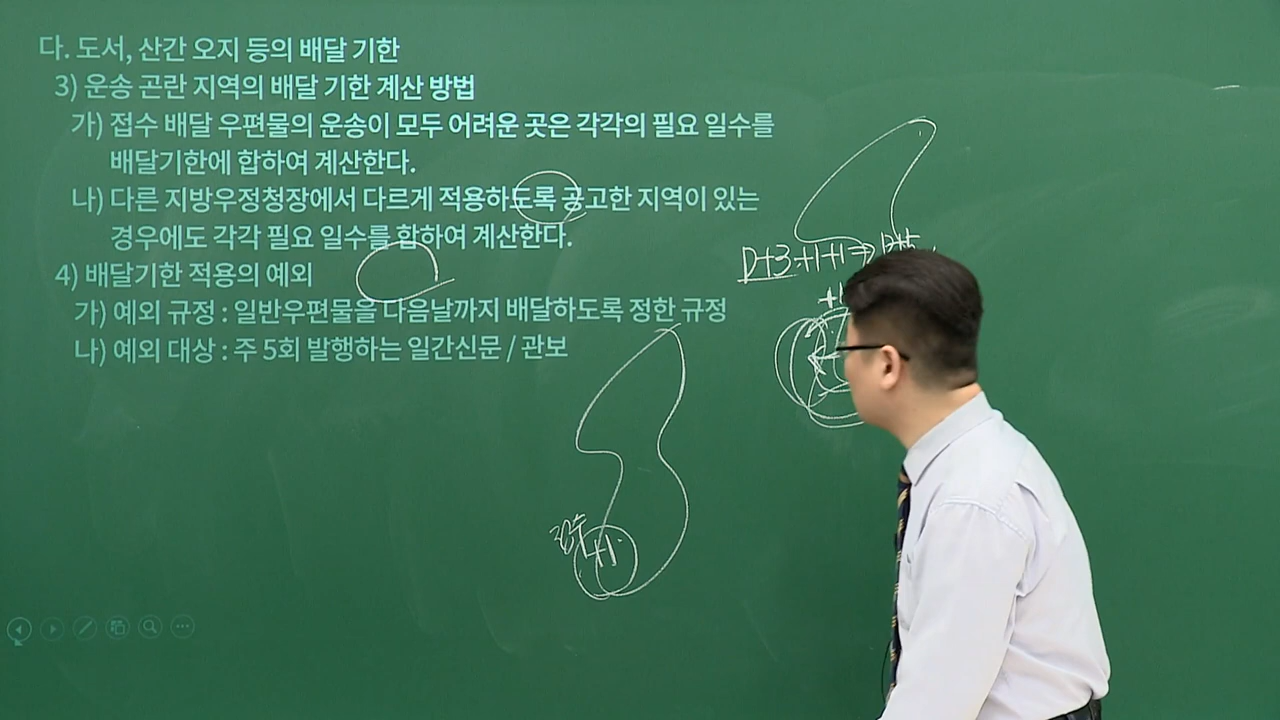 다. 도서, 산간 오지 등의 배달 기한
3) 운송 곤란 지역의 배달 기한 계산 방법
가) 접수 배달 우편물의 운송이 모두 어려운 곳은 각각의 필요 일수를
배달기한에 합하여 계산한다.
나) 다른 지방우정청장에서 다르게 적용하도록 공고한 지역이 있는
경우에도 각각 필요 일수를 합하여 계산한다.
D+3+1+1⇒D+5
4) 배달기한 적용의 예외
+1
가) 예외 규정 : 일반우편물을 다음날까지 배달하도록 정한 규정
나) 예외 대상 : 주 5회 발행하는 일간신문 / 관보
+1